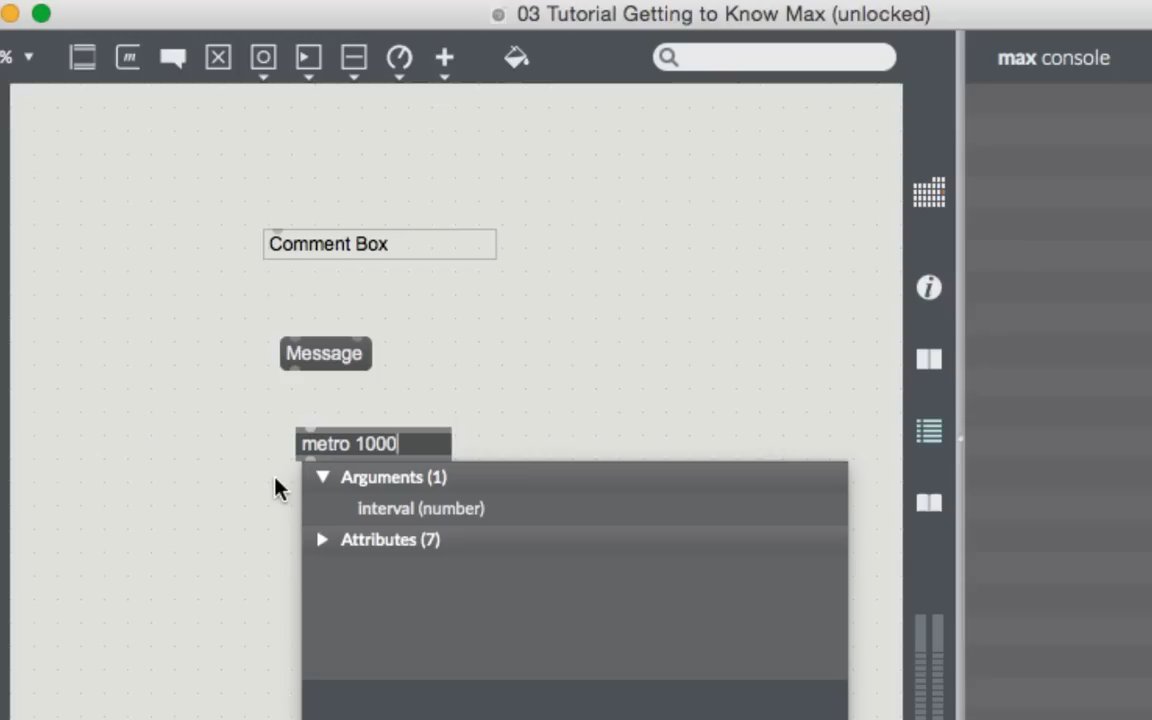 03 Tutorial Getting to Know Max (unlocked)
% 
m
max console
i
Comment Box
Message
metro 1000
Arguments (1)
interval (number)
Attributes (7)